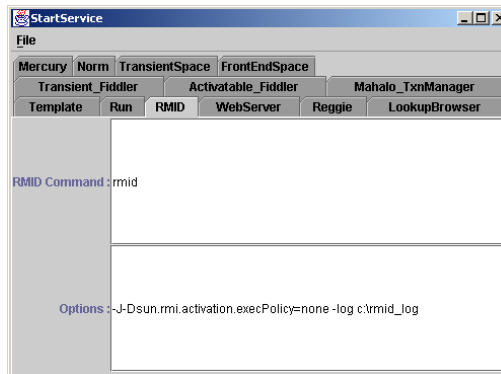 StartService
File
Mercury Norm TransientSpace FrontEndSpace
Transient_Fiddler Activatable_Fiddler Mahalo_TxnManager
Template Run RMID WebServer Reggie LookupBrowser
RMID Command : rmid
Options : -J-Dsun.rmi.activation.execPolicy=none -log c:\rmid_log